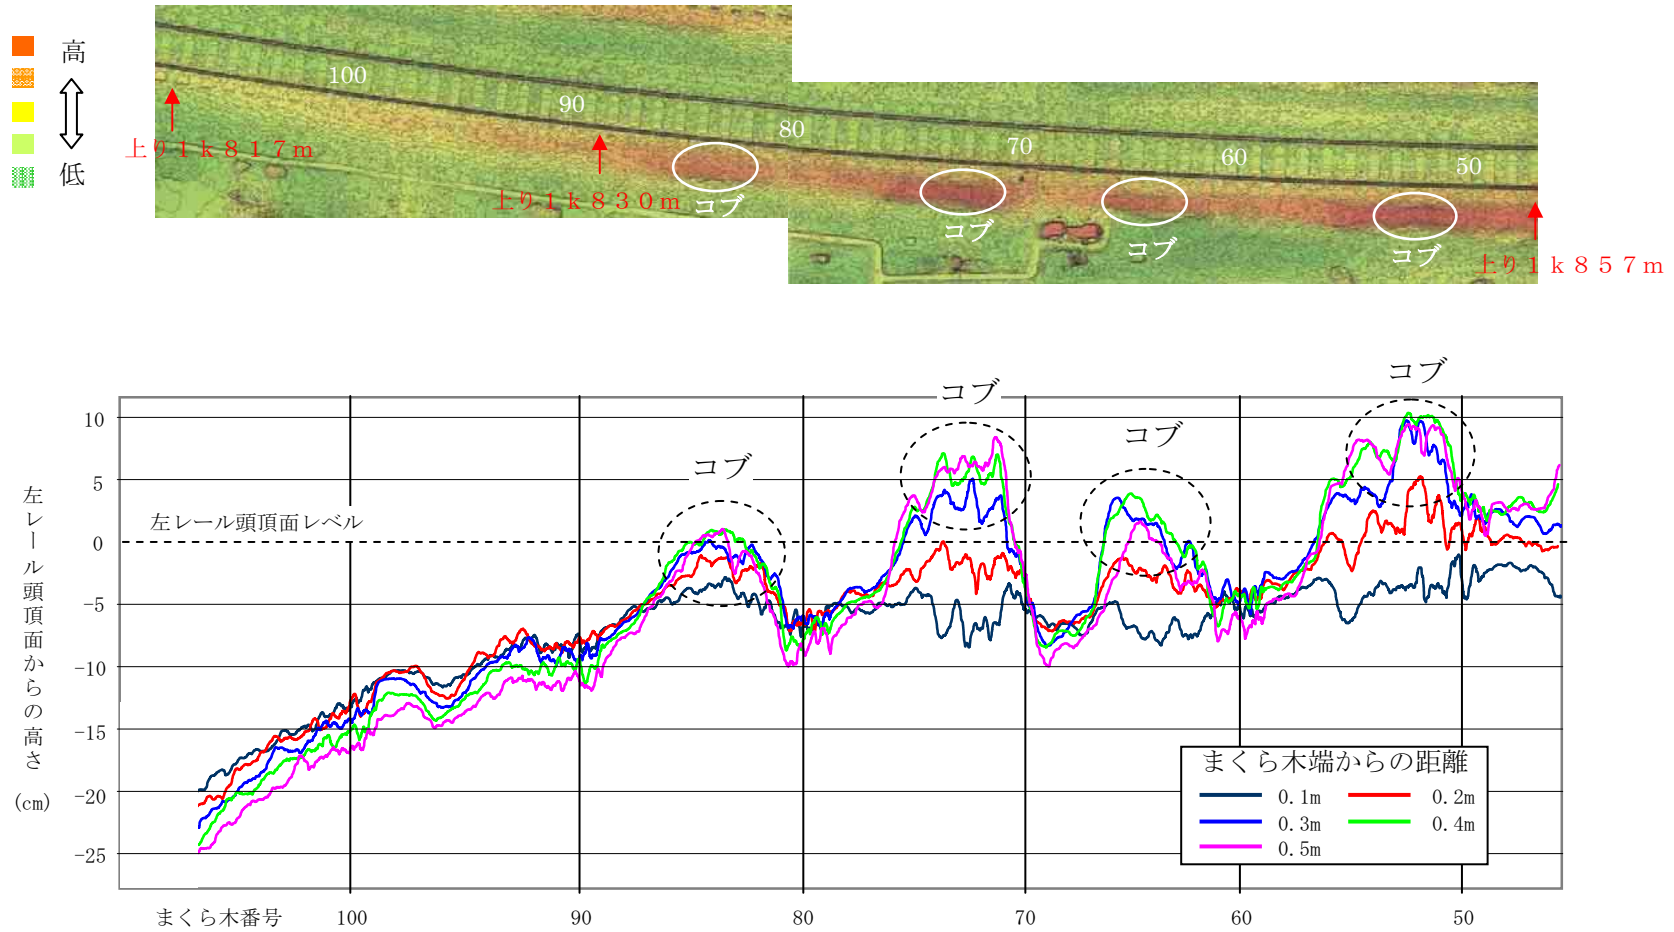 高
低
100
90
80
70
60
50
上り1k817m
上り1k830m
上り1k857m
コブ
コブ
コブ
コブ
コブ
コブ
コブ
コブ
左レール頭頂面からの高さ
(cm)
10
5
0
-5
-10
-15
-20
-25
左レール頭頂面レベル
まくら木端からの距離
0.1m 0.2m
0.3m 0.4m
0.5m
まくら木番号 100 90 80 70 60 50